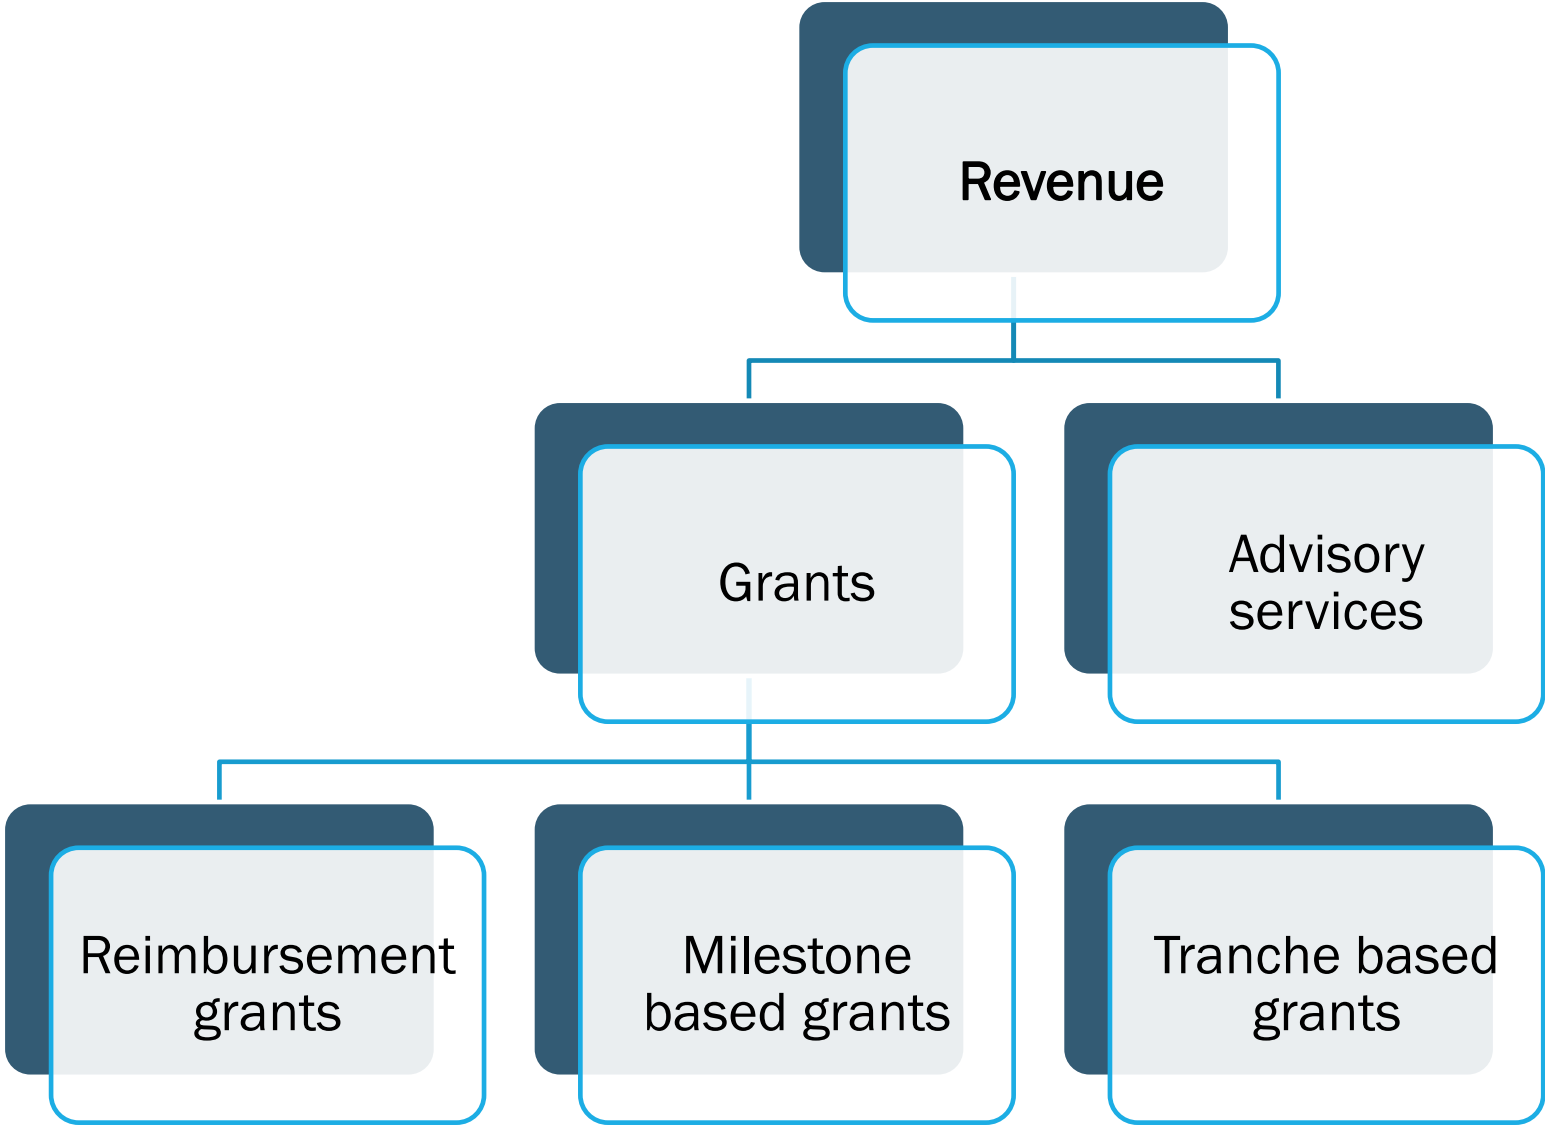 Revenue
Grants
Advisory
services
Reimbursement
grants
Milestone
based grants
Tranche based
grants